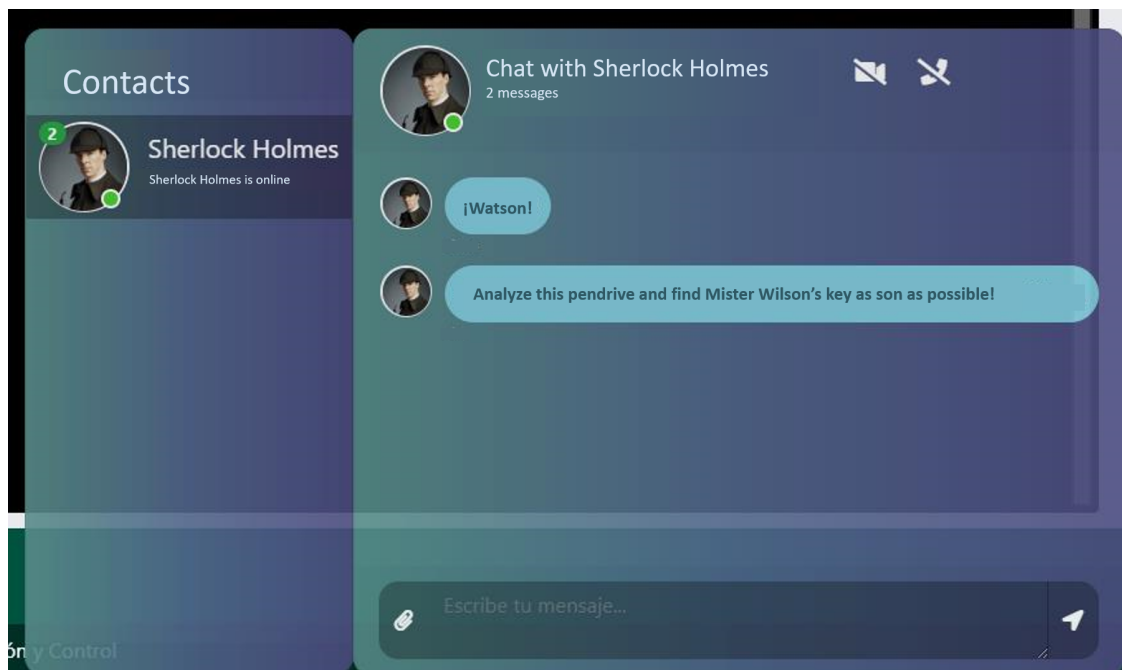 Contacts
2
Sherlock Holmes
Sherlock Holmes is online
Chat with Sherlock Holmes
2 messages
¡Watson!
Analyze this pendrive and find Mister Wilson’s key as son as possible!
Escribe tu mensaje...
ón y Control